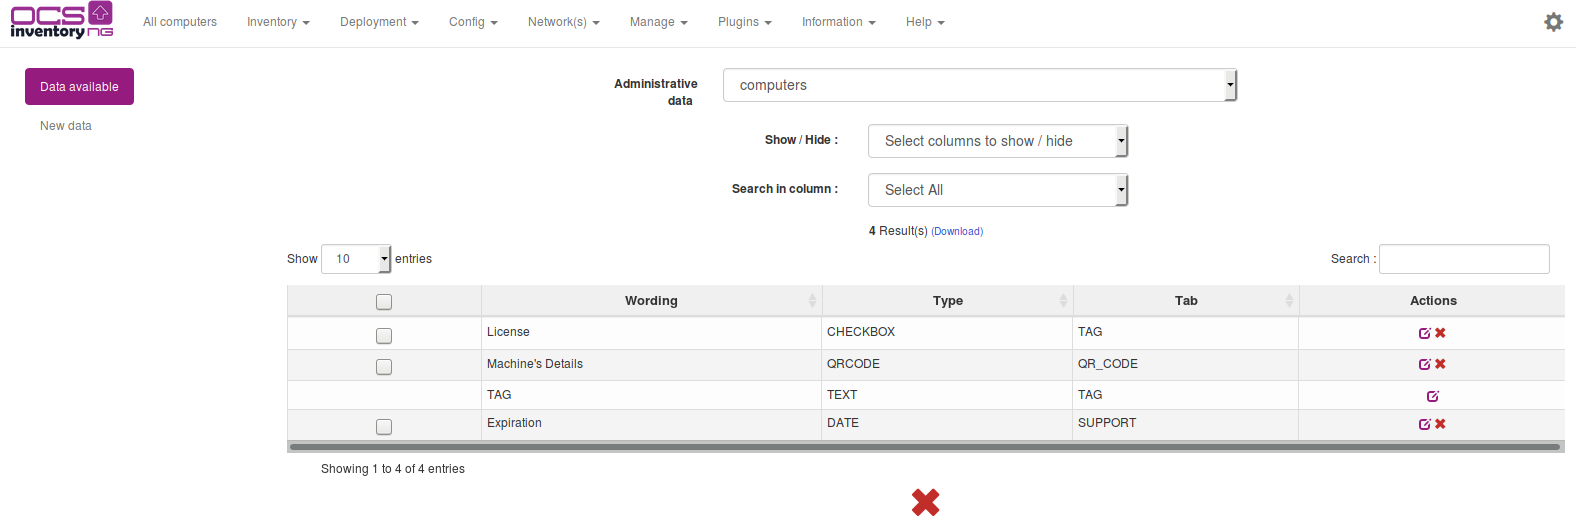 OCS
inventory NG
All computers Inventory Deployment Config Network(s) Manage Plugins Information Help
Data available
New data
Administrative data
computers
Show / Hide :
Select columns to show / hide
Search in column :
Select All
4 Result(s) (Download)
Show 10 entries
Search :
Wording Type Tab Actions
License CHECKBOX TAG
Machine's Details QRCODE QR_CODE
TAG TEXT TAG
Expiration DATE SUPPORT
Showing 1 to 4 of 4 entries